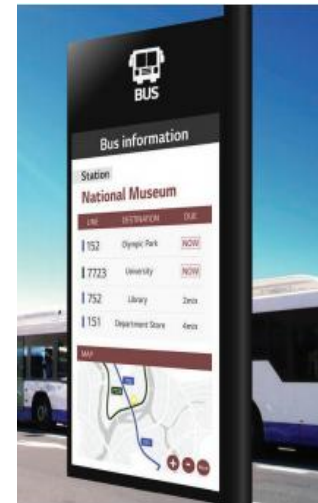 BUS
Bus information
Station
National Museum
LINE DESTINATION DUE
152 Olympic Park NOW
7723 University NOW
752 Library 2min
151 Department Store 4min
MAP